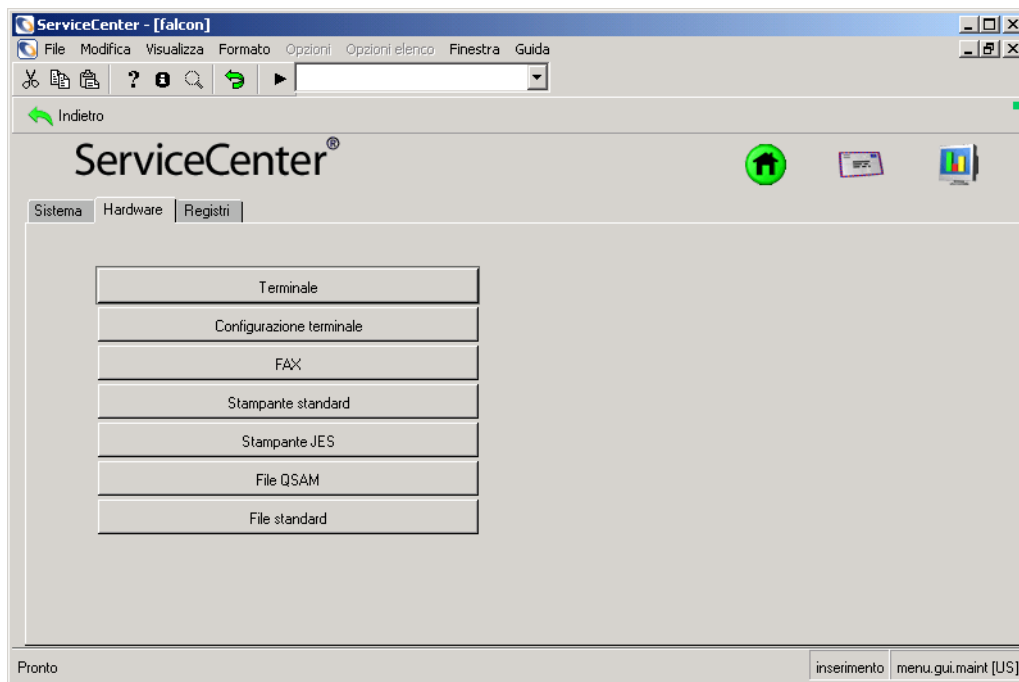 ServiceCenter - [falcon]
File Modifica Visualizza Formato Opzioni Opzioni elenco Finestra Guida
Indietro
ServiceCenter®
Sistema Hardware Registri
Terminale
Configurazione terminale
FAX
Stampante standard
Stampante JES
File QSAM
File standard
Pronto inserimento menu.gui.maint [US]